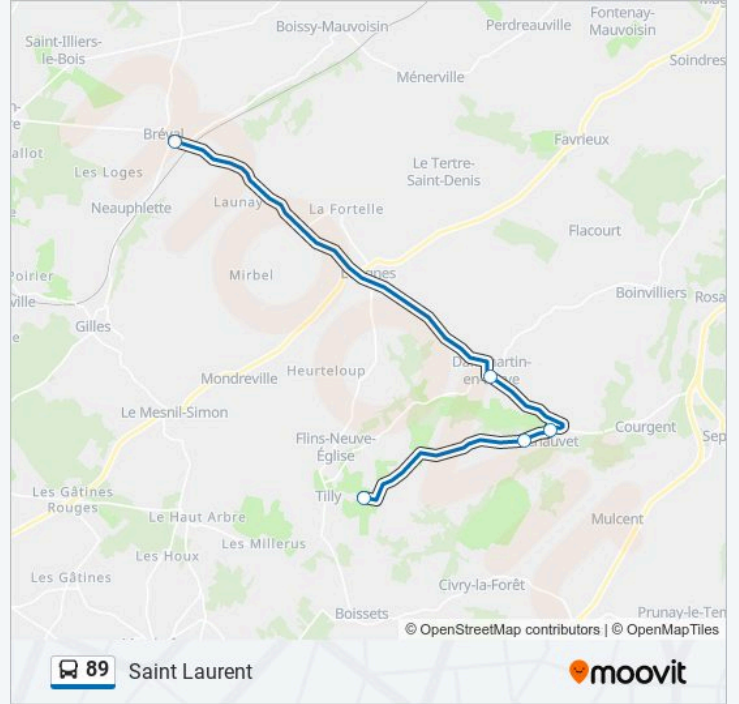 Fontenay-
Mauvoisin
Boissy-Mauvoisin
Perdreauville
Saint-Illiers-
le-Bois
Soindres
Ménerville
Bréval
Favrieux
Les Loges
Le Tertre-
Saint-Denis
Neauphlette
Launay
La Fortelle
Flacourt
Mirbel
Boinvilliers
Gilles
Heurteloup
Mondreville
Le Mesnil-Simon
Courgent
Flins-Neuve-
Église
Les Gâtines
Rouges
Tilly
Le Haut Arbre
Mulcent
Les Millerus
Les Houx
Les Gâtines
Civry-la-Forêt
Boissets
© OpenStreetMap contributors | © OpenMapTiles
89 Saint Laurent
moovit